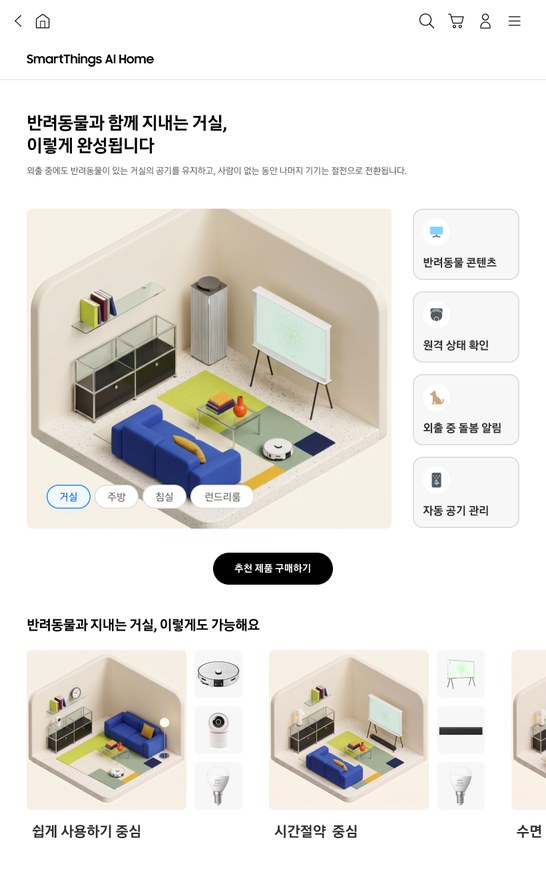 SmartThings AI Home
반려동물과 함께 지내는 거실,
이렇게 완성됩니다
외출 중에도 반려동물이 있는 거실의 공기를 유지하고, 사람이 없는 동안 나머지 기기는 절전으로 전환됩니다.
반려동물 콘텐츠
원격 상태 확인
외출 중 돌봄 알림
자동 공기 관리
거실
주방
침실
런드리룸
추천 제품 구매하기
반려동물과 지내는 거실, 이렇게도 가능해요
쉽게 사용하기 중심
시간절약 중심
수면